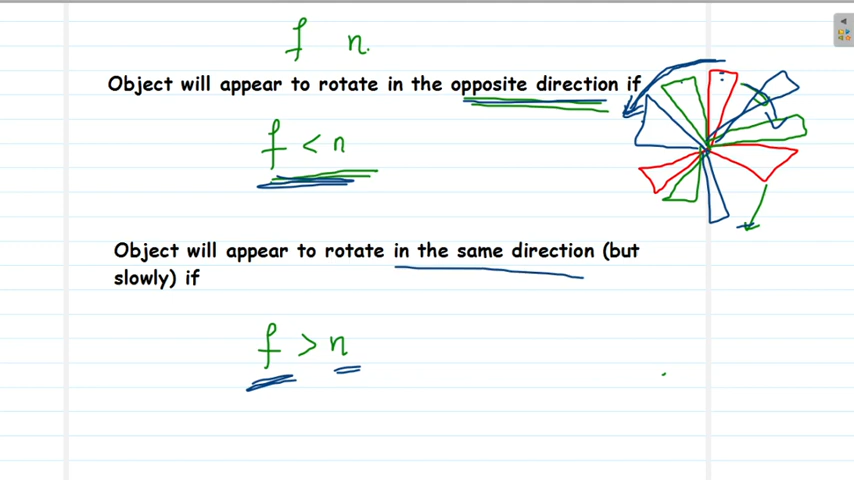 f n.
Object will appear to rotate in the opposite direction if
f < n
Object will appear to rotate in the same direction (but
slowly) if
f > n